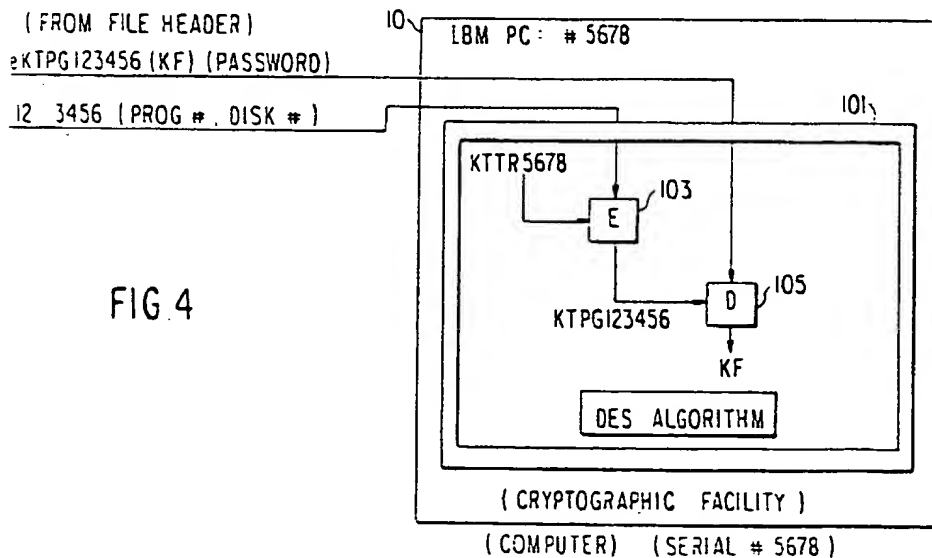 (FROM FILE HEADER)
eKTPG123456 (KF) (PASSWORD)
12 3456 (PROG #, DISK #)
10
IBM PC: # 5678
101
KTTR5678
E
103
D
105
KTPG123456
KF
DES ALGORITHM
(CRYPTOGRAPHIC FACILITY)
(COMPUTER) (SERIAL # 5678)
FIG.4